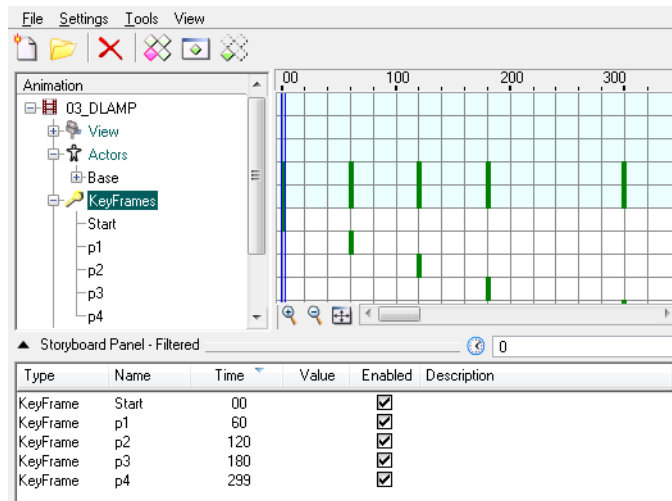 File Settings Tools View
Animation
00 100 200 300
03_DLAMP
View
Actors
Base
KeyFrames
Start
p1
p2
p3
p4
Storyboard Panel - Filtered 0
Type Name Time Value Enabled Description
KeyFrame Start 00
KeyFrame p1 60
KeyFrame p2 120
KeyFrame p3 180
KeyFrame p4 299